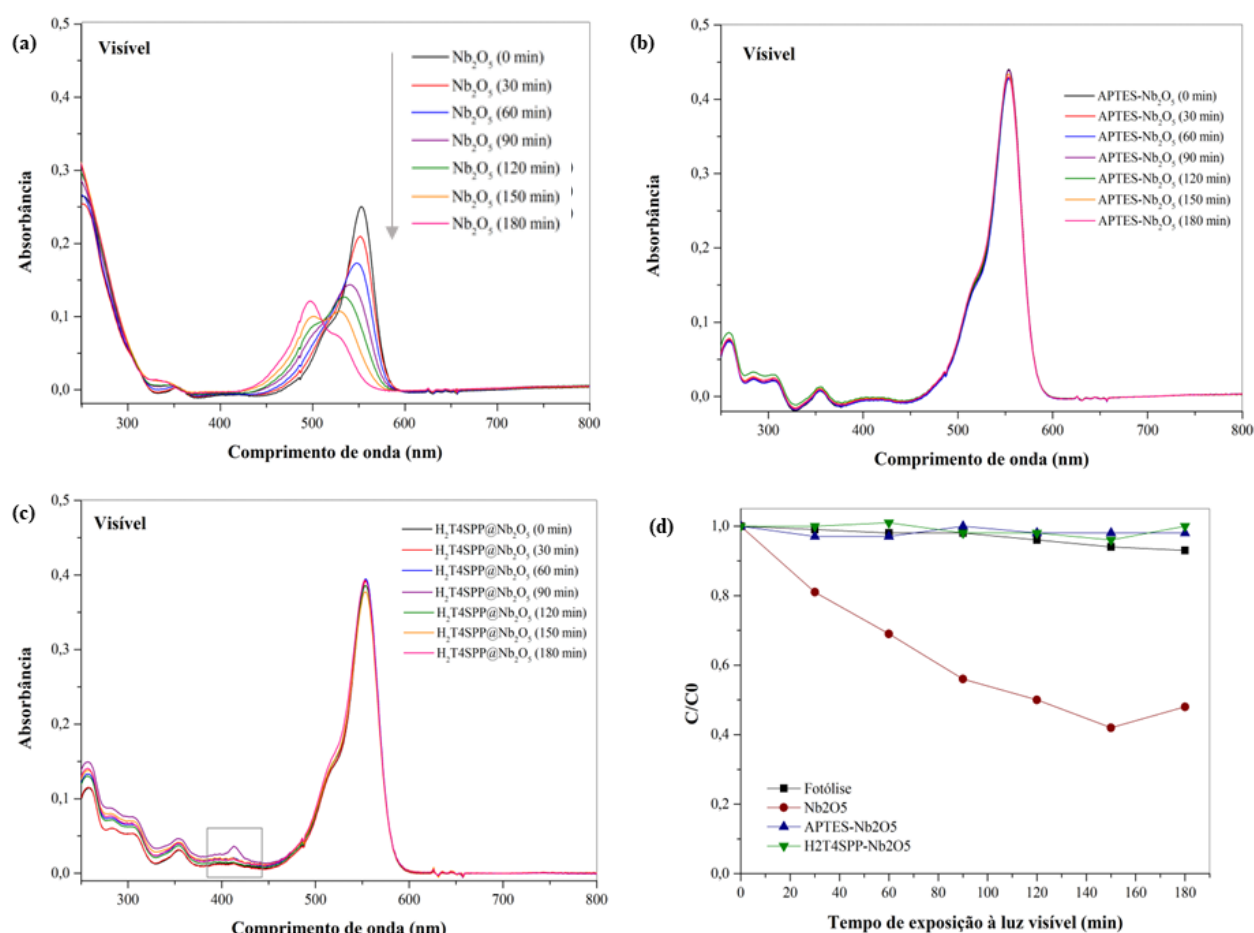 (a)
Visível
0,5
0,4
0,3
0,2
0,1
0,0
Absorbância
Nb₂O₅ (0 min)
Nb₂O₅ (30 min)
Nb₂O₅ (60 min)
Nb₂O₅ (90 min)
Nb₂O₅ (120 min)
Nb₂O₅ (150 min)
Nb₂O₅ (180 min)
300 400 500 600 700 800
Comprimento de onda (nm)
(b)
Vísivel
0,5
0,4
0,3
0,2
0,1
0,0
Absorbância
APTES-Nb₂O₅ (0 min)
APTES-Nb₂O₅ (30 min)
APTES-Nb₂O₅ (60 min)
APTES-Nb₂O₅ (90 min)
APTES-Nb₂O₅ (120 min)
APTES-Nb₂O₅ (150 min)
APTES-Nb₂O₅ (180 min)
300 400 500 600 700 800
Comprimento de onda (nm)
(c)
Visível
0,5
0,4
0,3
0,2
0,1
0,0
Absorbância
H₂T4SPP@Nb₂O₅ (0 min)
H₂T4SPP@Nb₂O₅ (30 min)
H₂T4SPP@Nb₂O₅ (60 min)
H₂T4SPP@Nb₂O₅ (90 min)
H₂T4SPP@Nb₂O₅ (120 min)
H₂T4SPP@Nb₂O₅ (150 min)
H₂T4SPP@Nb₂O₅ (180 min)
300 400 500 600 700 800
Comprimento de onda (nm)
(d)
1,0
0,8
0,6
0,4
0,2
0,0
C/C0
Fotólise
Nb2O5
APTES-Nb2O5
H2T4SPP-Nb2O5
0 20 40 60 80 100 120 140 160 180
Tempo de exposição à luz visível (min)